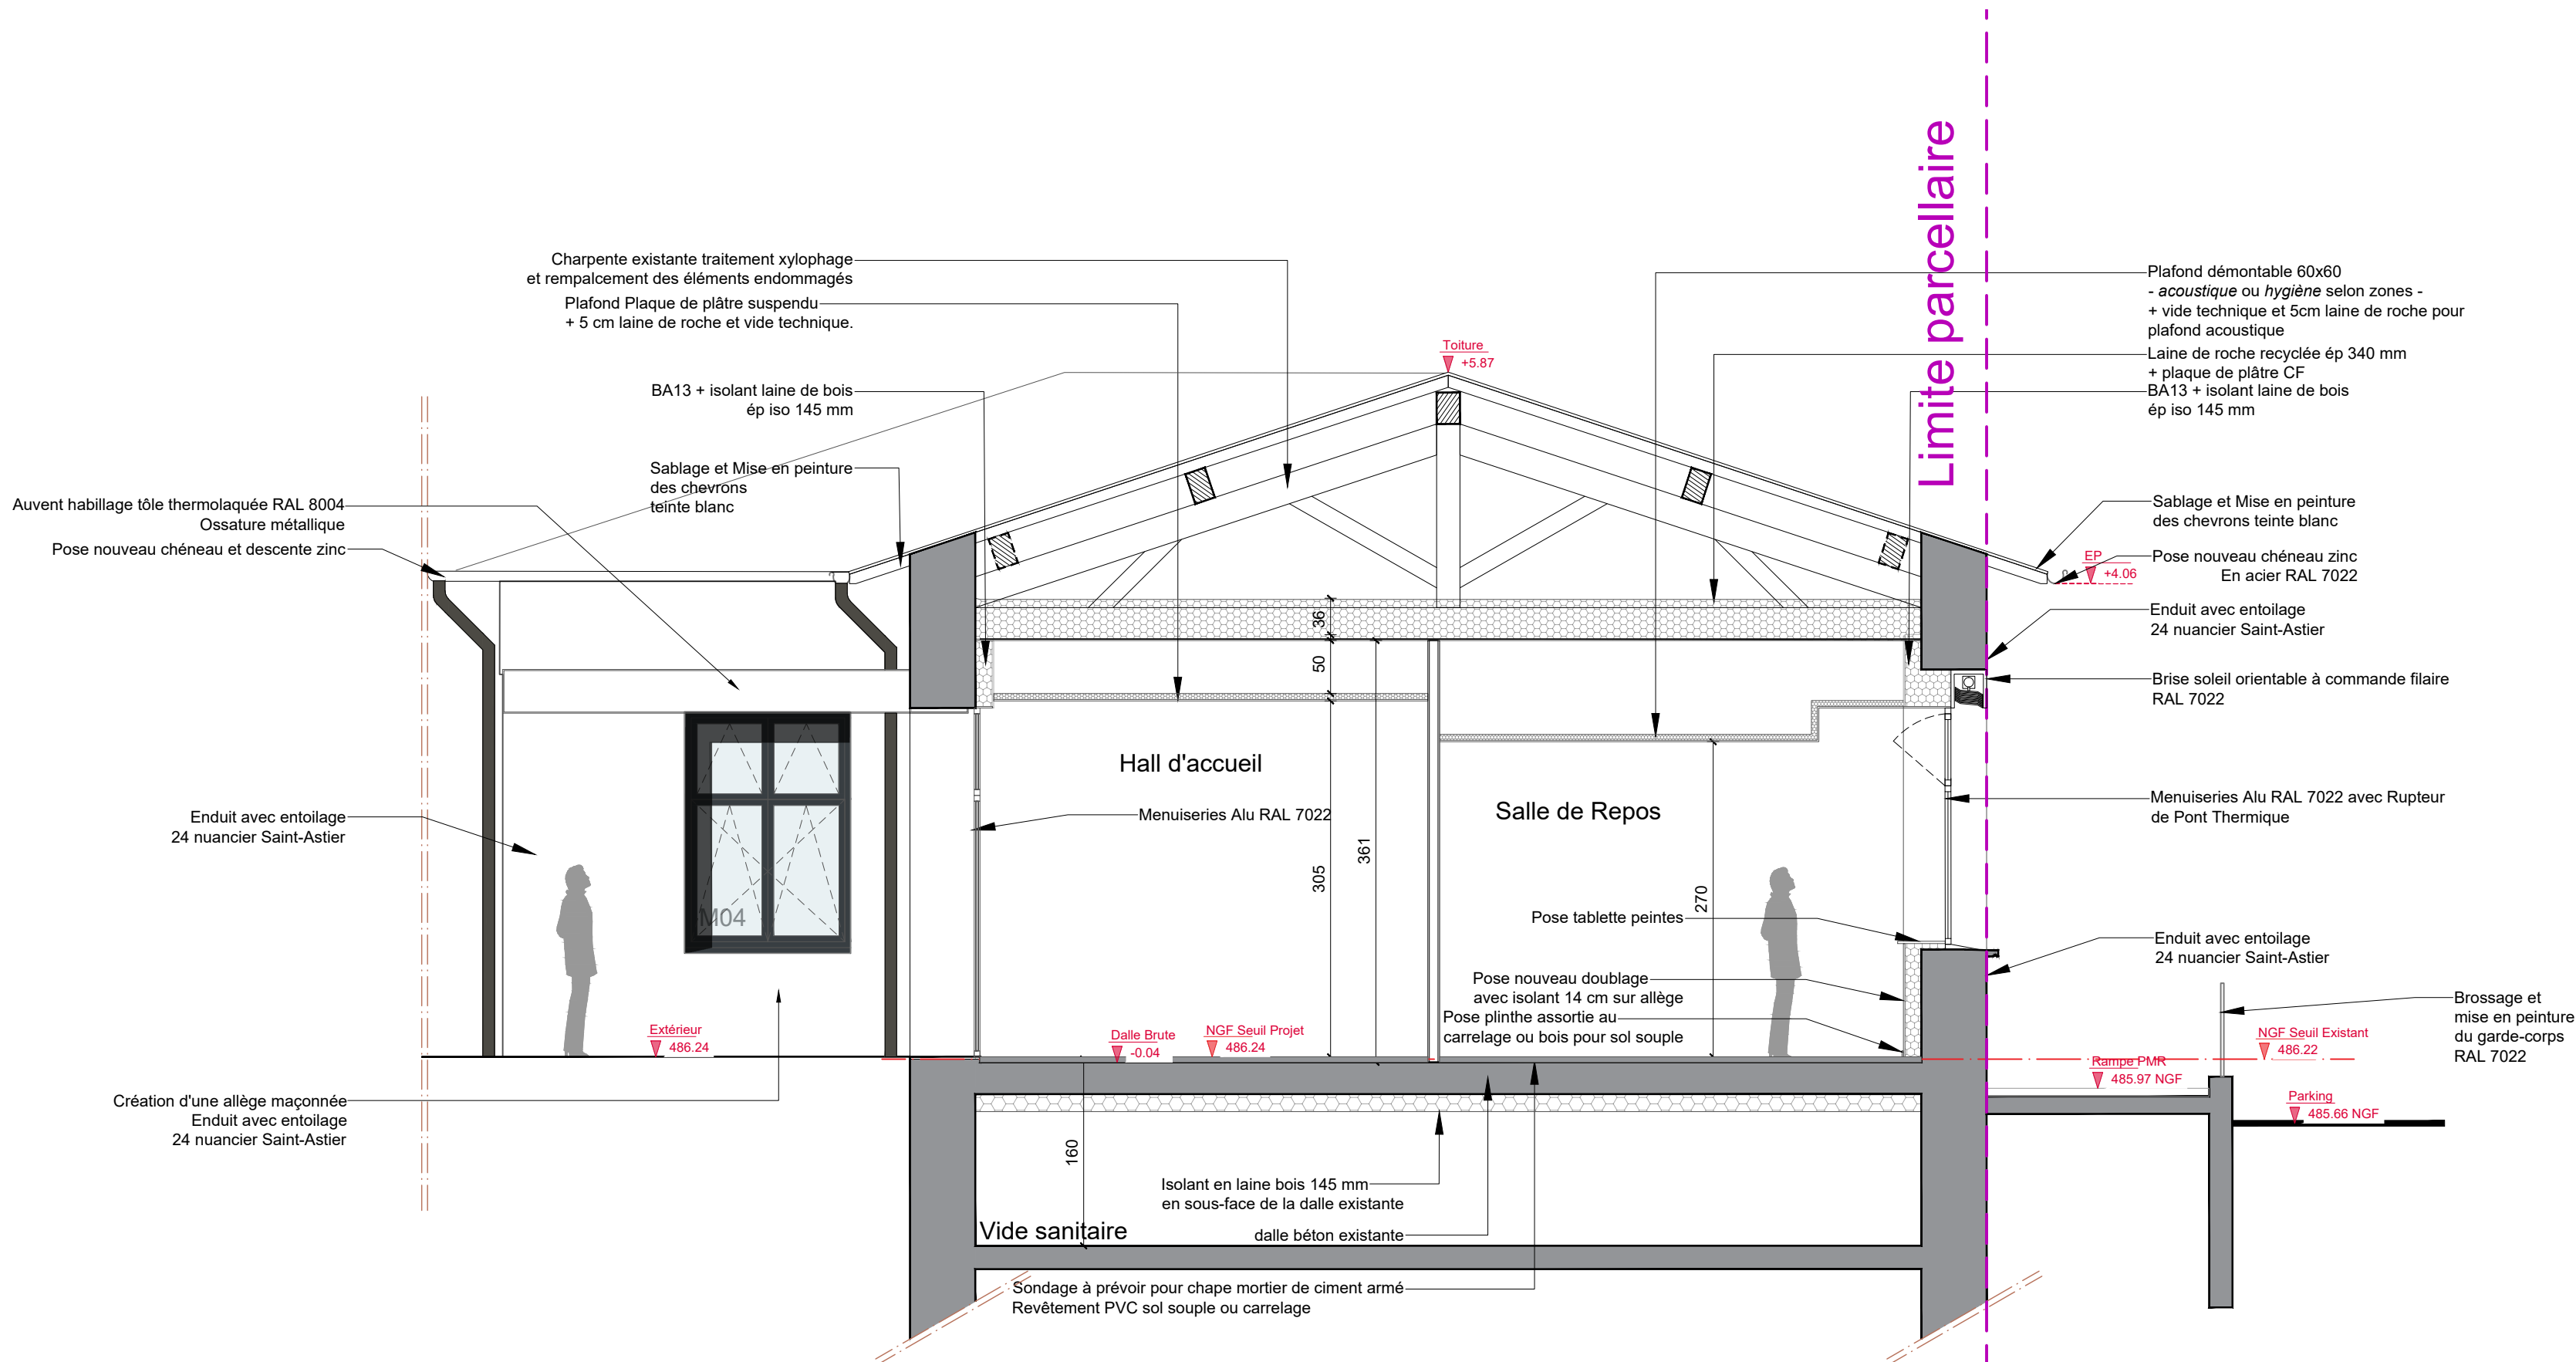 Limite parcellaire
Charpente existante traitement xylophage
et rempalcement des éléments endommagés
Plafond Plaque de plâtre suspendu
+ 5 cm laine de roche et vide technique.
BA13 + isolant laine de bois
ép iso 145 mm
Sablage et Mise en peinture
des chevrons
teinte blanc
Auvent habillage tôle thermolaquée RAL 8004
Ossature métallique
Pose nouveau chéneau et descente zinc
Enduit avec entoilage
24 nuancier Saint-Astier
Création d'une allège maçonnée
Enduit avec entoilage
24 nuancier Saint-Astier
M04
Extérieur
486.24
Toiture
+5.87
36
50
305
361
270
160
Hall d'accueil
Menuiseries Alu RAL 7022
Salle de Repos
Pose tablette peintes
Pose nouveau doublage
avec isolant 14 cm sur allège
Pose plinthe assortie au
carrelage ou bois pour sol souple
Dalle Brute
-0.04
NGF Seuil Projet
486.24
Isolant en laine bois 145 mm
en sous-face de la dalle existante
Vide sanitaire
dalle béton existante
Sondage à prévoir pour chape mortier de ciment armé
Revêtement PVC sol souple ou carrelage
Plafond démontable 60x60
- acoustique ou hygiène selon zones -
+ vide technique et 5cm laine de roche pour
plafond acoustique
Laine de roche recyclée ép 340 mm
+ plaque de plâtre CF
BA13 + isolant laine de bois
ép iso 145 mm
Sablage et Mise en peinture
des chevrons teinte blanc
EP
+4.06
Pose nouveau chéneau zinc
En acier RAL 7022
Enduit avec entoilage
24 nuancier Saint-Astier
Brise soleil orientable à commande filaire
RAL 7022
Menuiseries Alu RAL 7022 avec Rupteur
de Pont Thermique
Enduit avec entoilage
24 nuancier Saint-Astier
Brossage et
mise en peinture
du garde-corps
RAL 7022
NGF Seuil Existant
486.22
Rampe PMR
485.97 NGF
Parking
485.66 NGF